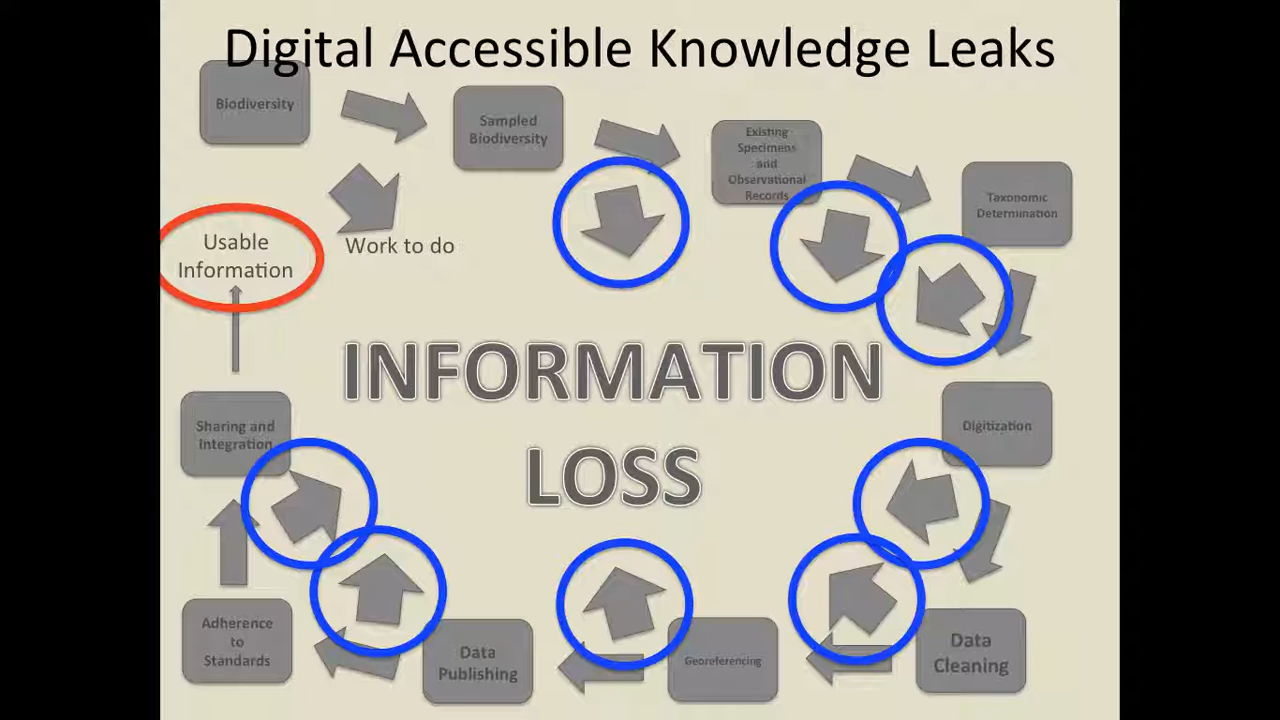 Digital Accessible Knowledge Leaks
Biodiversity
Sampled
Biodiversity
Existing
Specimens
and
Observational
Records
Taxonomic
Determination
Usable
Information
Work to do
INFORMATION
LOSS
Sharing and
Integration
Digitization
Adherence
to
Standards
Data
Publishing
Georeferencing
Data
Cleaning